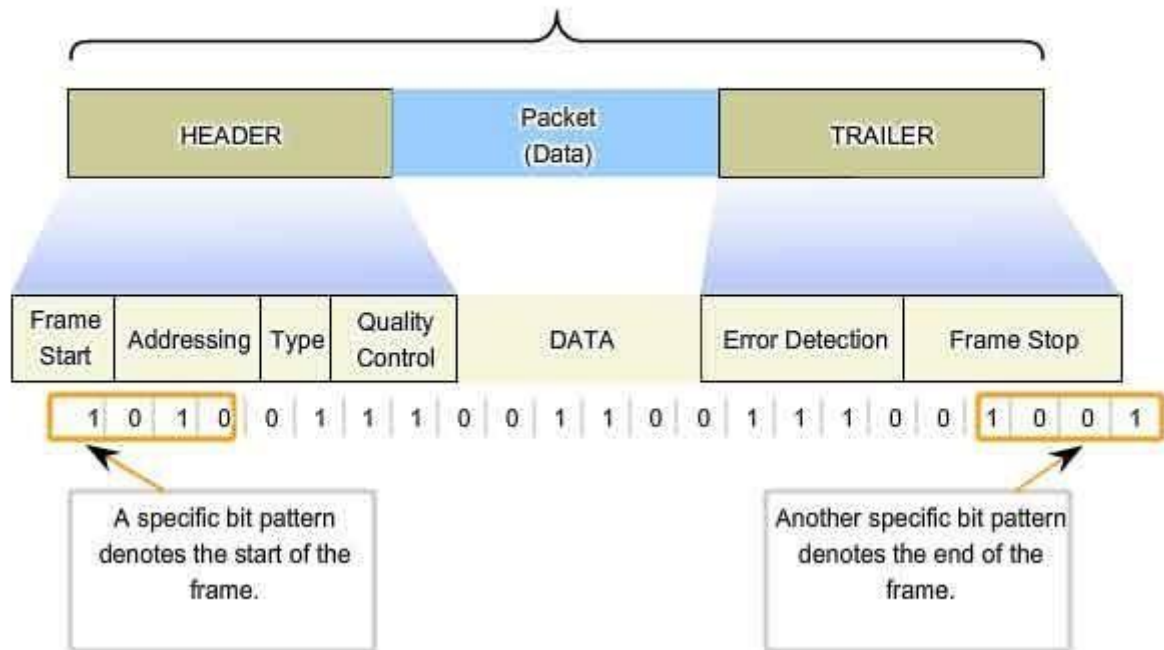 HEADER
Packet
(Data)
TRAILER
Frame
Start
Addressing
Type
Quality
Control
DATA
Error Detection
Frame Stop
1 0 1 0 0 1 1 1 0 0 1 1 0 0 1 1 1 0 0 1 0 0 1
A specific bit pattern
denotes the start of the
frame.
Another specific bit pattern
denotes the end of the
frame.